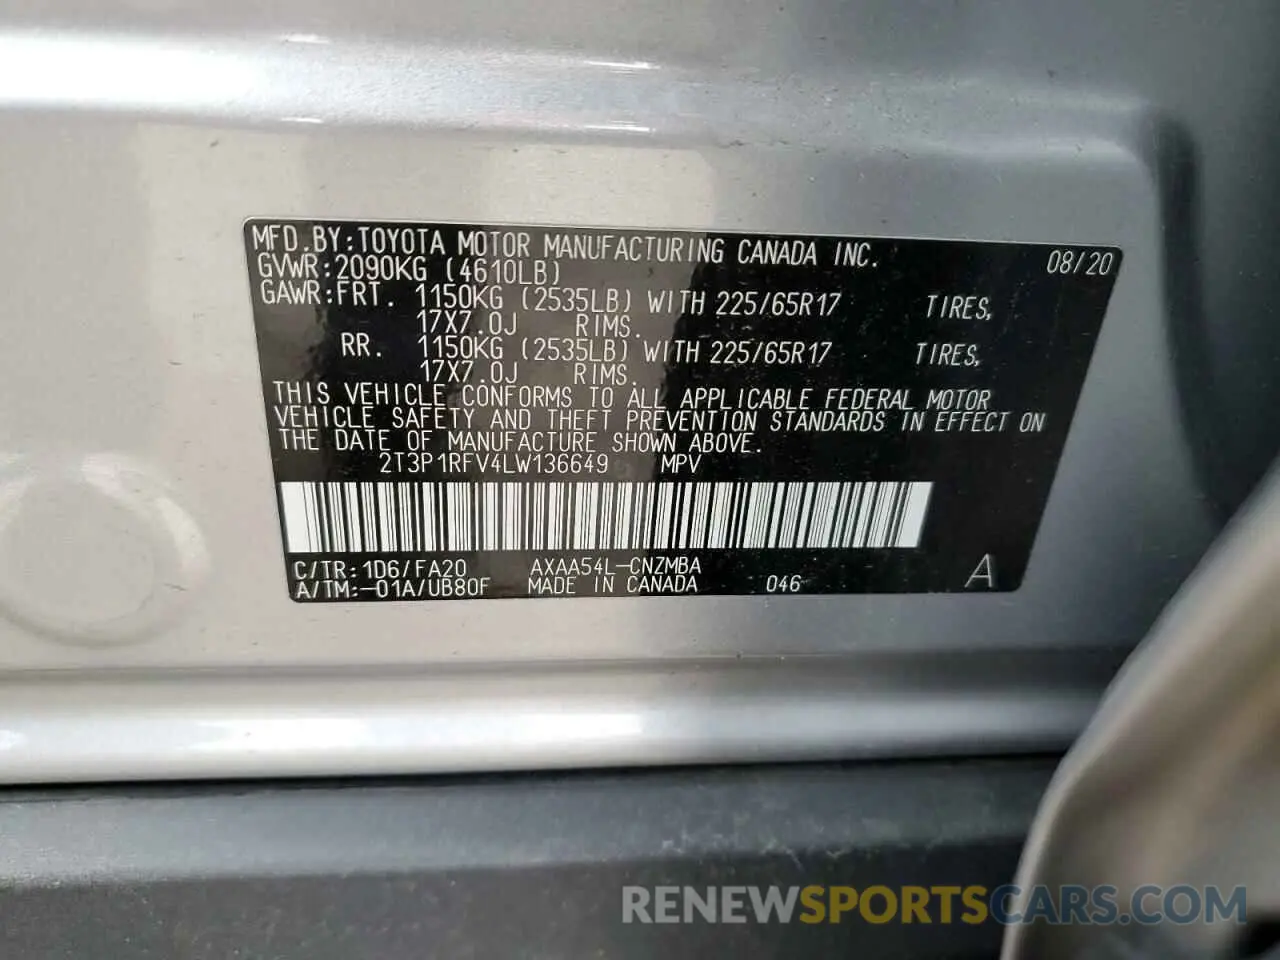 MFD.BY:TOYOTA MOTOR MANUFACTURING CANADA INC. 08/20
GVWR:2090KG (4610LB)
GAWR:FRT. 1150KG (2535LB) WITH 225/65R17 TIRES,
17X7.0J RIMS.
RR. 1150KG (2535LB) WITH 225/65R17 TIRES,
17X7.0J RIMS.
THIS VEHICLE CONFORMS TO ALL APPLICABLE FEDERAL MOTOR
VEHICLE SAFETY AND THEFT PREVENTION STANDARDS IN EFFECT ON
THE DATE OF MANUFACTURE SHOWN ABOVE.
2T3P1RFV4LW136649 MPV
C/TR:1D6/FA20 AXAA54L-CNZMBA
A/TM:-01A/UB80F MADE IN CANADA 046 A
RENEWSPORTSCARS.COM